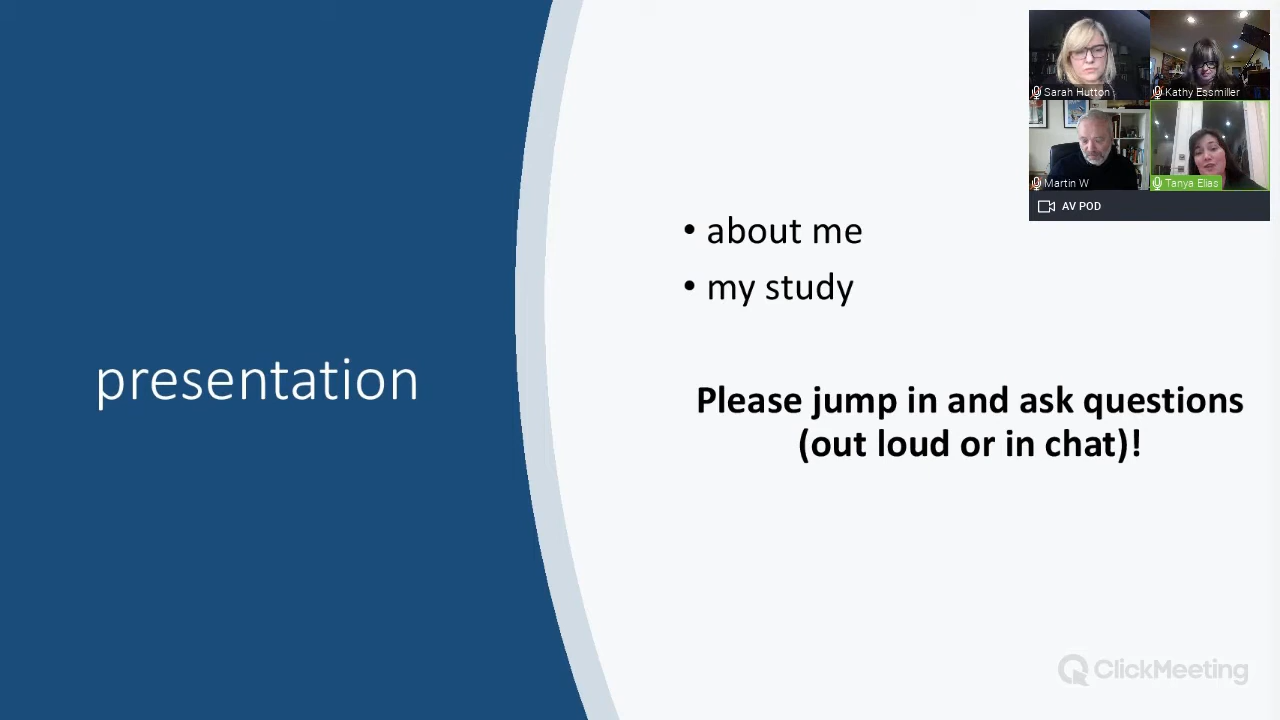 presentation
• about me
• my study
Please jump in and ask questions
(out loud or in chat)!
Sarah Hutton
Kathy Essmiller
Martin W
Tanya Elias
AV POD
ClickMeeting